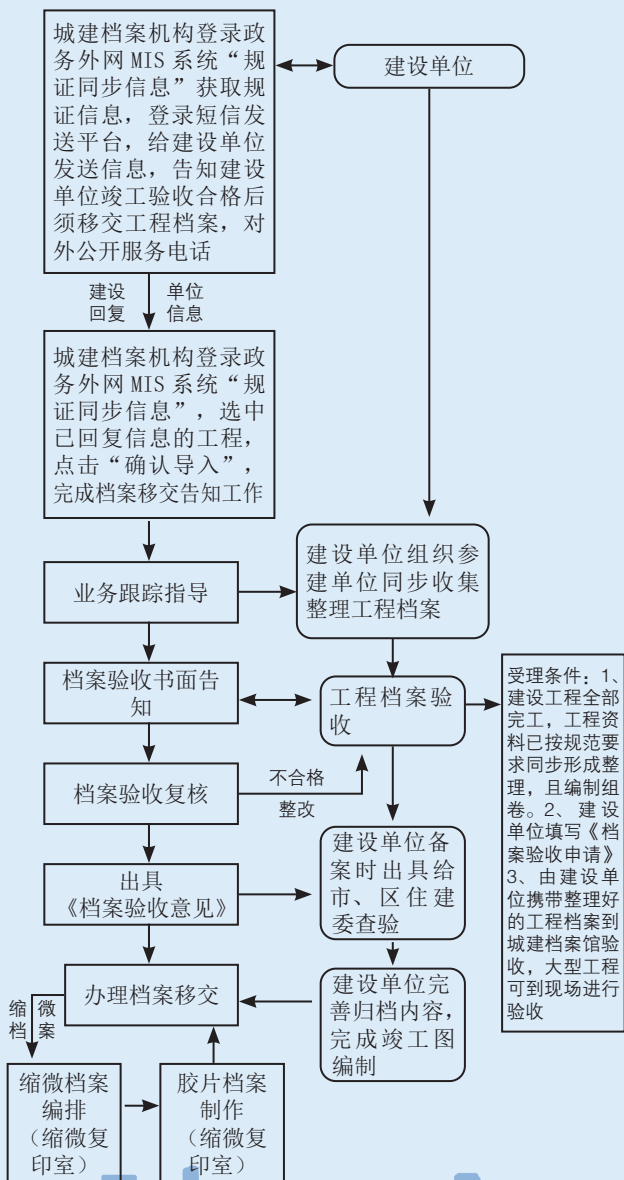 城建档案机构登录政
务外网 MIS 系统“规
证同步信息”获取规
证信息，登录短信发
送平台，给建设单位
发送信息，告知建设
单位竣工验收合格后
须移交工程档案，对
外公开服务电话
建设单位
建设 单位
回复 信息
城建档案机构登录政
务外网 MIS 系统“规
证同步信息”，选中
已回复信息的工程，
点击“确认导入”，
完成档案移交告知工作
业务跟踪指导
建设单位组织参
建单位同步收集
整理工程档案
档案验收书面告
知
工程档案验
收
受理条件：1、
建设工程全部
完工，工程资
料已按规范要
求同步形成整
理，且编制组
卷。2、 建设
单位填写《档
案验收申请》
3、由建设单
位携带整理好
的工程档案到
城建档案馆验
收，大型工程
可到现场进行
验收
档案验收复核
不合格
整改
出具
《档案验收意见》
建设单位备
案时出具给
市、区住建
委查验
办理档案移交
建设单位完
善归档内容，
完成竣工图
编制
缩 微
档 案
缩微档案
编排
（缩微复
印室）
胶片档案
制作
（缩微复
印室）